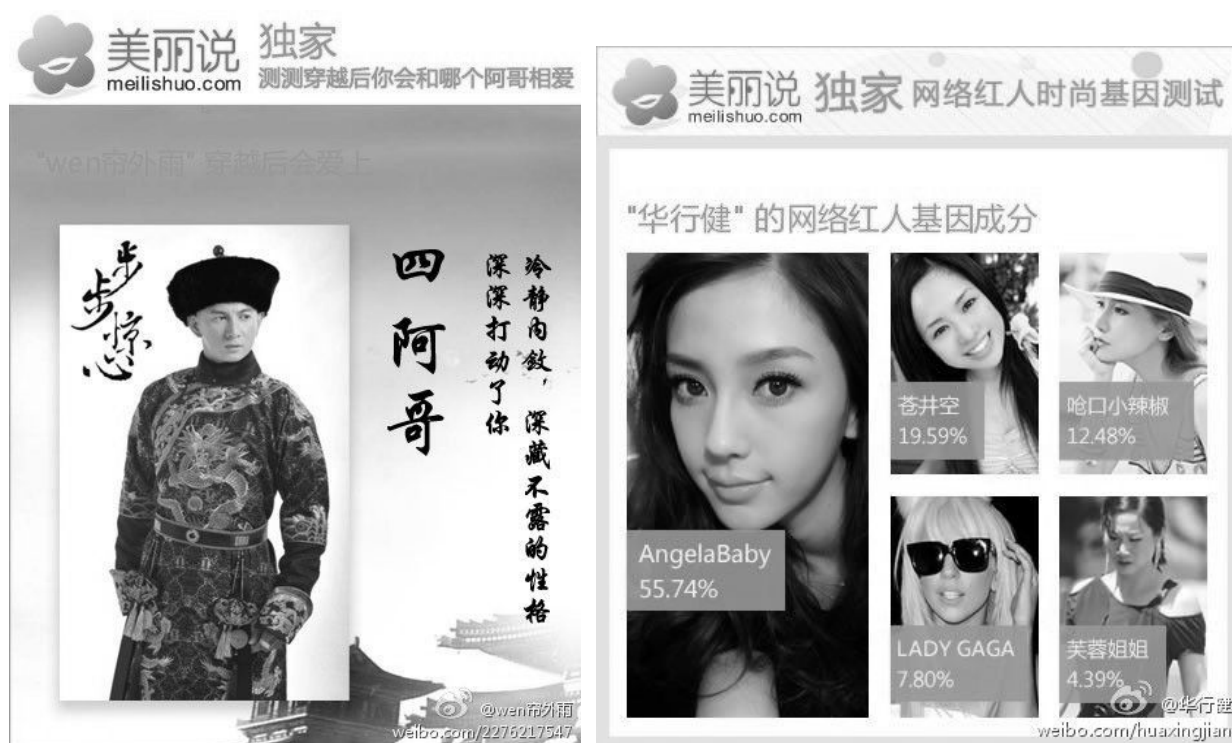 美丽说
meilishuo.com
独家
测测穿越后你会和哪个阿哥相爱
"wen帘外雨" 穿越后会爱上
步步惊心
四阿哥
冷静内敛，深藏不露的性格
深深打动了你
@wen帘外雨
weibo.com/2276217547
美丽说
meilishuo.com
独家 网络红人时尚基因测试
"华行健" 的网络红人基因成分
AngelaBaby
55.74%
苍井空
19.59%
呛口小辣椒
12.48%
LADY GAGA
7.80%
芙蓉姐姐
4.39%
@华行健
weibo.com/huaxingjian